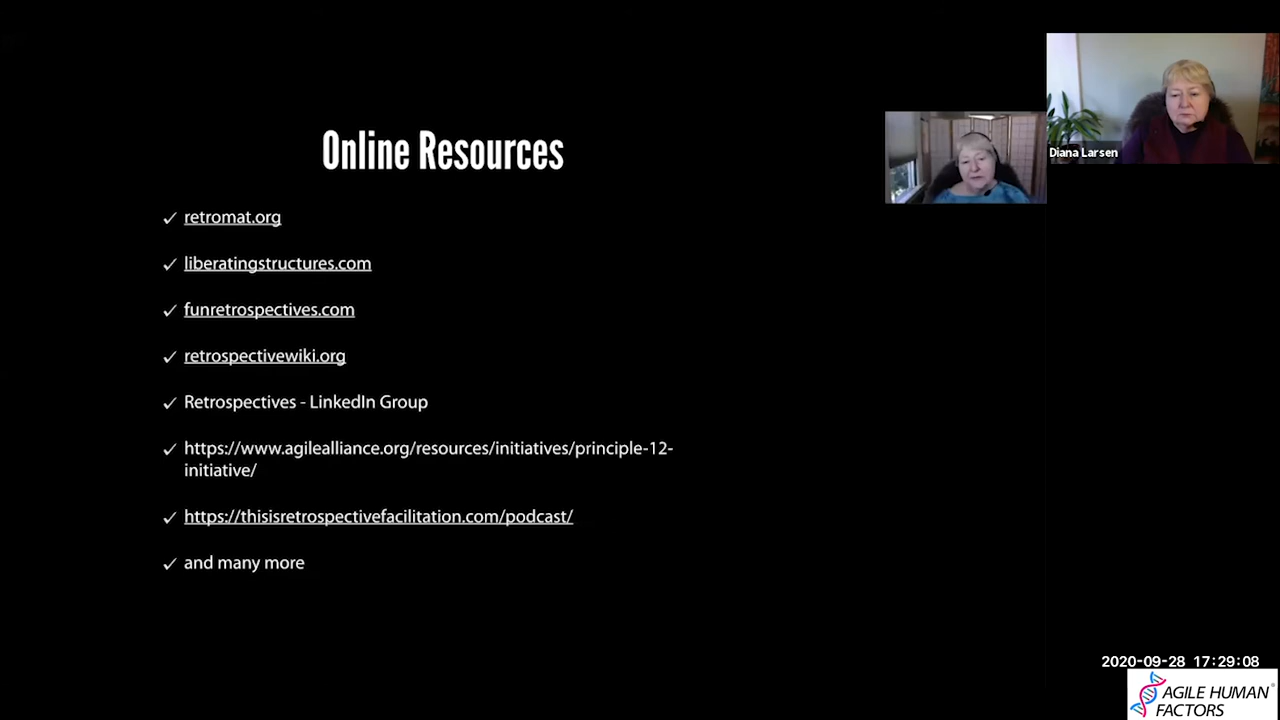 Online Resources
✓ retromat.org
✓ liberatingstructures.com
✓ funretrospectives.com
✓ retrospectivewiki.org
✓ Retrospectives - LinkedIn Group
✓ https://www.agilealliance.org/resources/initiatives/principle-12-
initiative/
✓ https://thisisretrospectivefacilitation.com/podcast/
✓ and many more
Diana Larsen
2020-09-28 17:29:08
AGILE HUMAN®
FACTORS